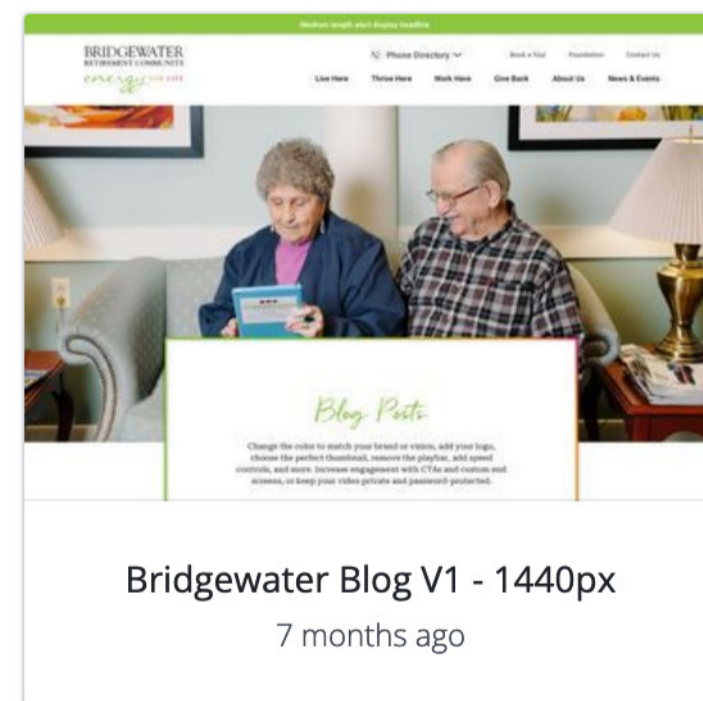 Medium length alert display headline
BRIDGEWATER
RETIREMENT COMMUNITY
energy FOR LIFE
Phone Directory
Book a Tour Foundation Contact Us
Live Here Thrive Here Work Here Give Back About Us News & Events
Blog Posts
Change the color to match your brand or vision, add your logo,
choose the perfect thumbnail, remove the playbar, add speed
controls, and more. Increase engagement with CTAs and custom end
screens, or keep your video private and password-protected.
Bridgewater Blog V1 - 1440px
7 months ago